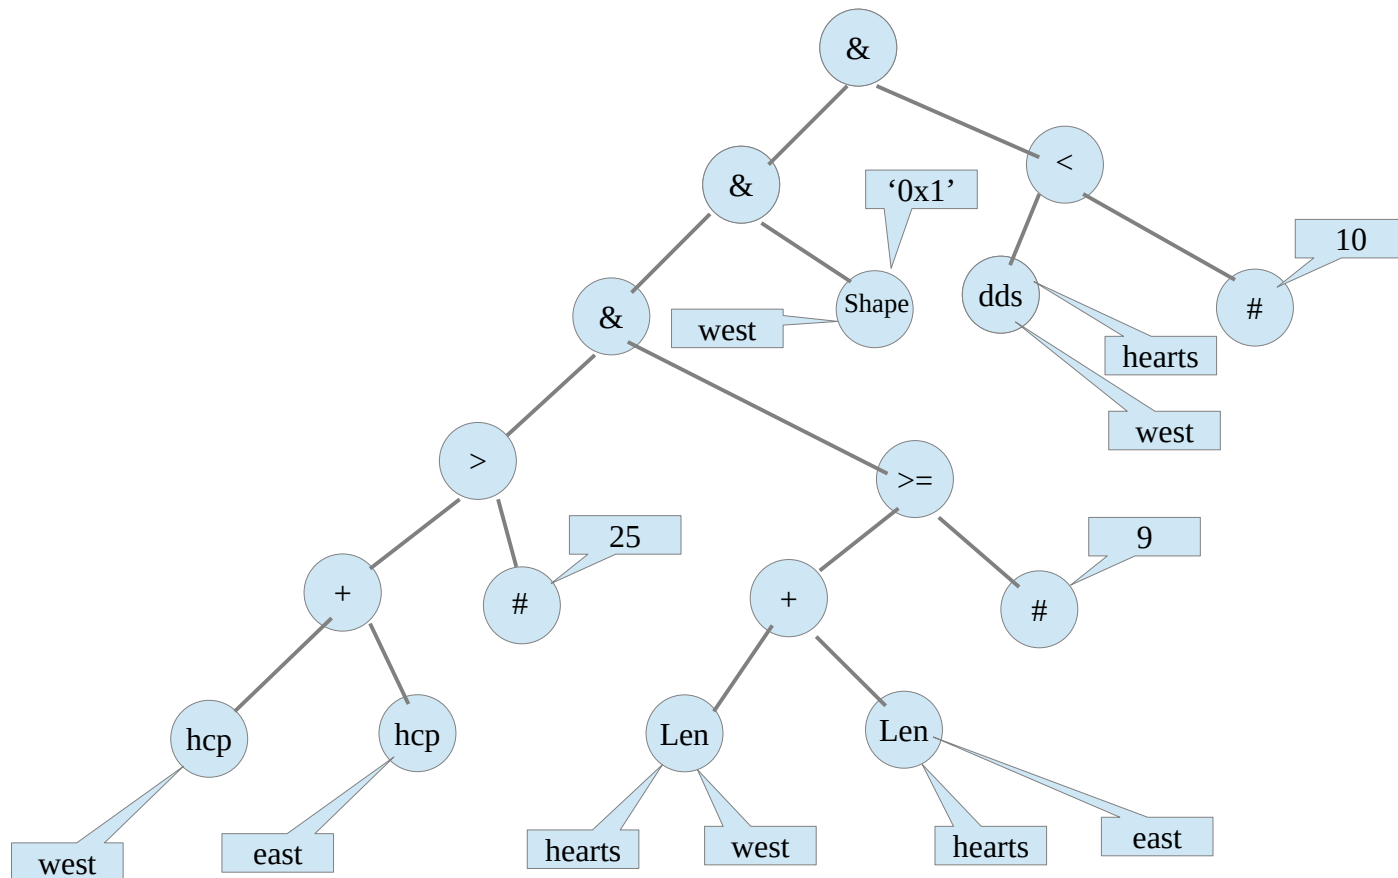 &
&
<
‘0x1’
10
Shape
dds
#
&
west
hearts
west
>
>=
25
9
+
#
+
#
hcp
hcp
Len
Len
west
east
hearts
west
hearts
east